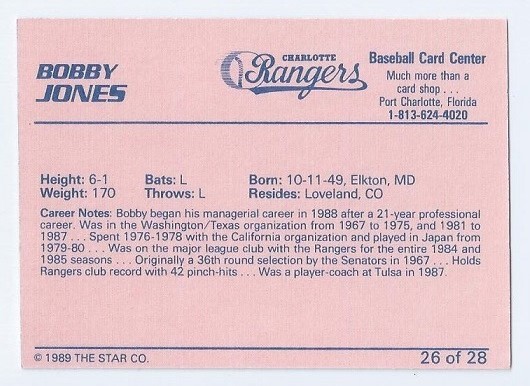 BOBBY
JONES
CHARLOTTE
Rangers
Baseball Card Center
Much more than a
card shop . . .
Port Charlotte, Florida
1-813-624-4020
Height: 6-1 Bats: L Born: 10-11-49, Elkton, MD
Weight: 170 Throws: L Resides: Loveland, CO
Career Notes: Bobby began his managerial career in 1988 after a 21-year professional
career. Was in the Washington/Texas organization from 1967 to 1975, and 1981 to
1987 . . . Spent 1976-1978 with the California organization and played in Japan from
1979-80 . . . Was on the major league club with the Rangers for the entire 1984 and
1985 seasons . . . Originally a 36th round selection by the Senators in 1967 . . . Holds
Rangers club record with 42 pinch-hits . . . Was a player-coach at Tulsa in 1987.
© 1989 THE STAR CO. 26 of 28